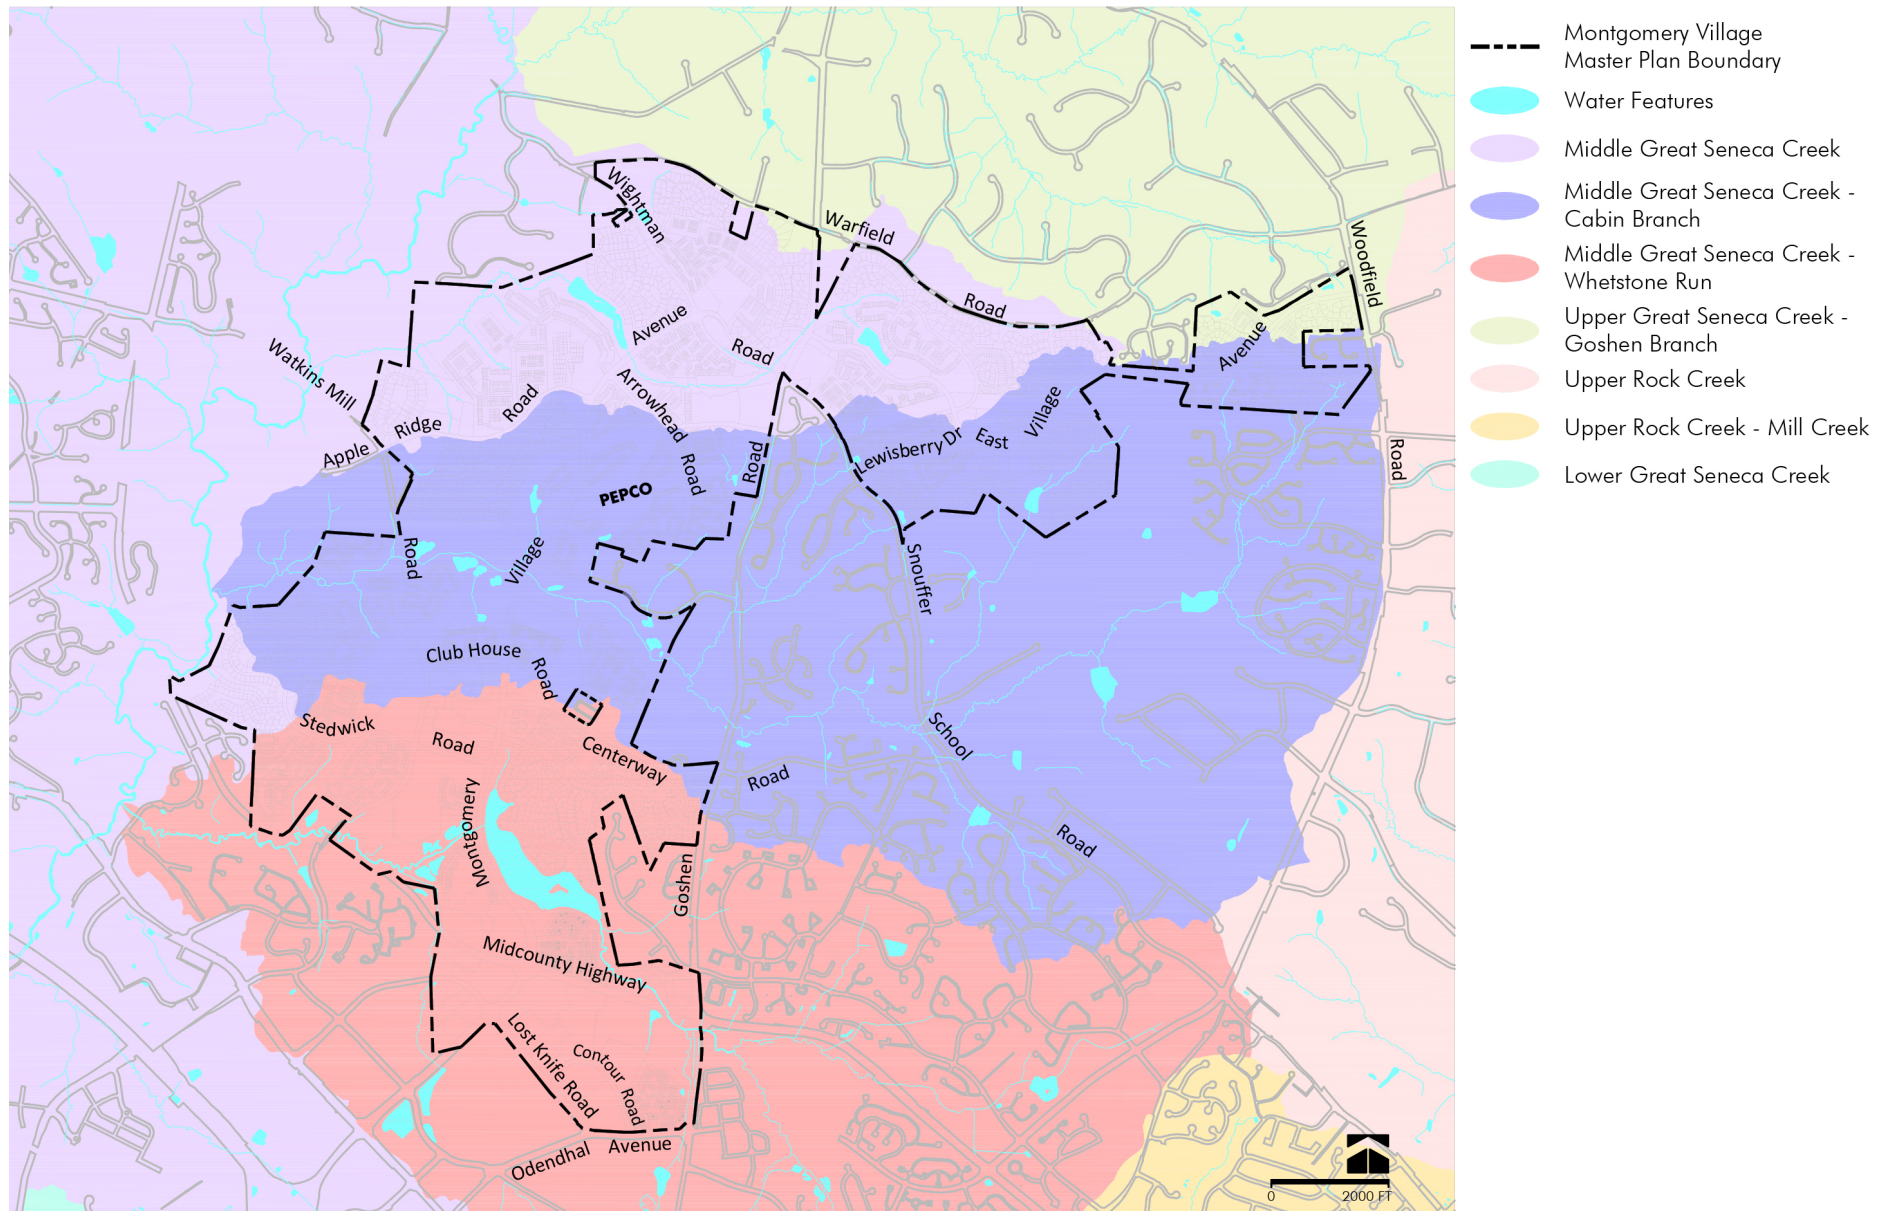 Montgomery Village
Master Plan Boundary
Water Features
Middle Great Seneca Creek
Middle Great Seneca Creek -
Cabin Branch
Middle Great Seneca Creek -
Whetstone Run
Upper Great Seneca Creek -
Goshen Branch
Upper Rock Creek
Upper Rock Creek - Mill Creek
Lower Great Seneca Creek
Wightman
Warfield
Woodfield
Road
Avenue
Road
Avenue
Watkins Mill
Arrowhead
Road
Village
Ridge
Apple
Lewisberry Dr
East
Road
Road
Road
PEPCO
Road
Village
Snouffer
Club House
Road
Stedwick
Road
Centerway
School
Road
Montgomery
Road
Goshen
Midcounty Highway
Lost Knife Road
Contour
Road
Odendhal
Avenue
0
2000 FT